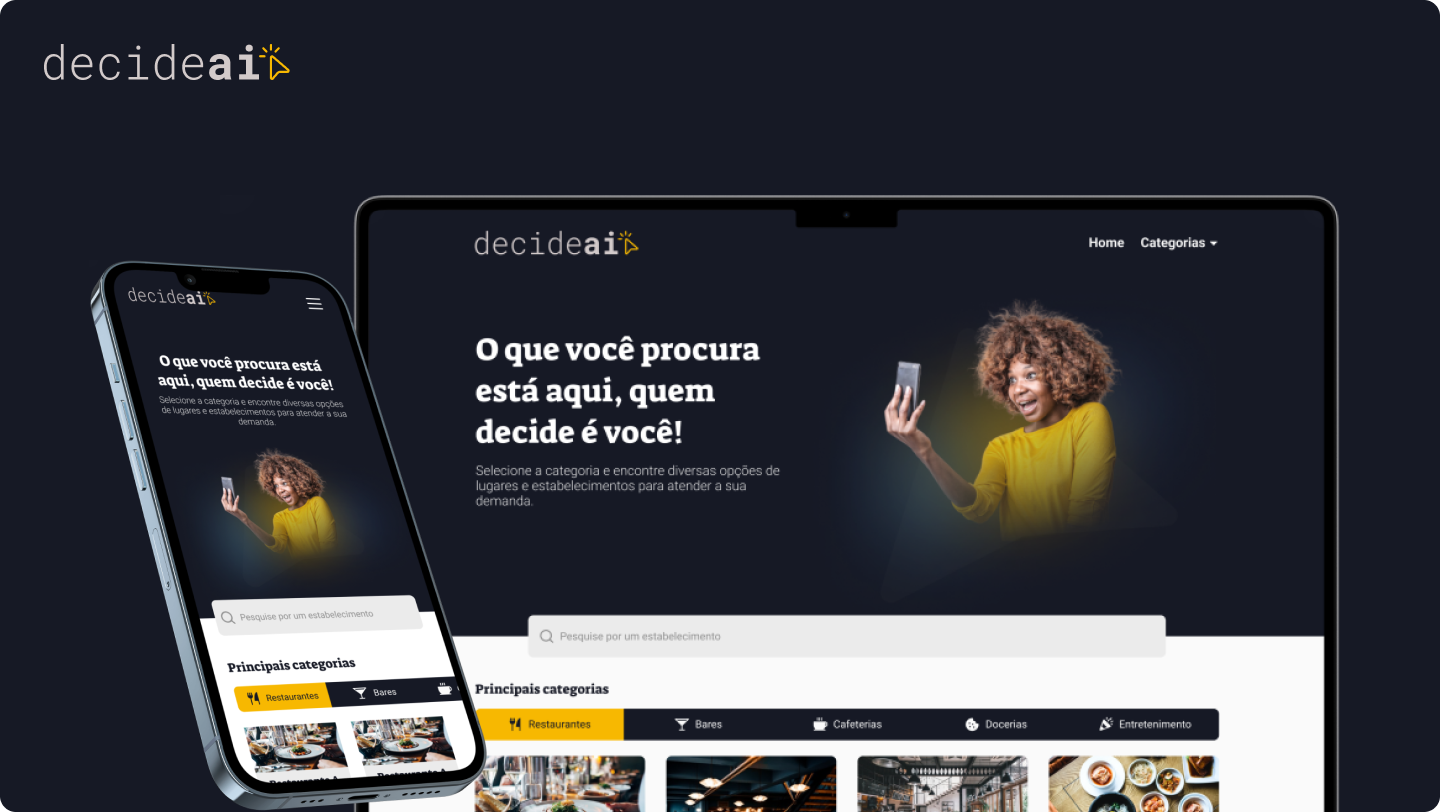 decideai
decideai
Home
Categorias
O que você procura
está aqui, quem
decide é você!
Selecione a categoria e encontre diversas opções de
lugares e estabelecimentos para atender a sua
demanda.
Pesquise por um estabelecimento
Principais categorias
Restaurantes
Bares
Cafeterias
Docerias
Entretenimento
decideai
O que você procura está
aqui, quem decide é você!
Selecione a categoria e encontre diversas opções
de lugares e estabelecimentos para atender a sua
demanda.
Pesquise por um estabelecimento
Principais categorias
Restaurantes
Bares